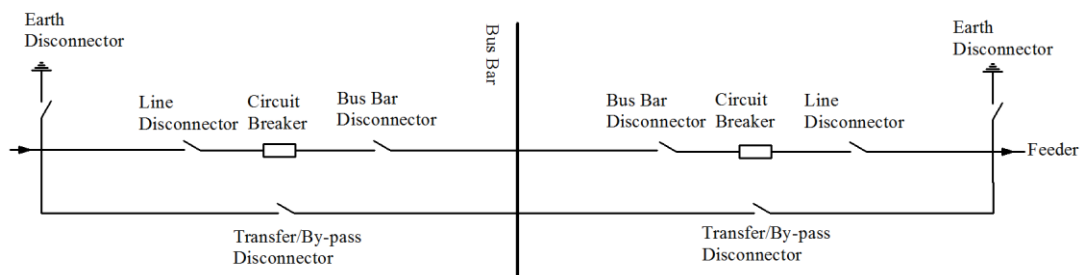 Earth
Disconnector
Bus Bar
Earth
Disconnector
Line
Disconnector
Circuit
Breaker
Bus Bar
Disconnector
Bus Bar
Disconnector
Circuit
Breaker
Line
Disconnector
Feeder
Transfer/By-pass
Disconnector
Transfer/By-pass
Disconnector